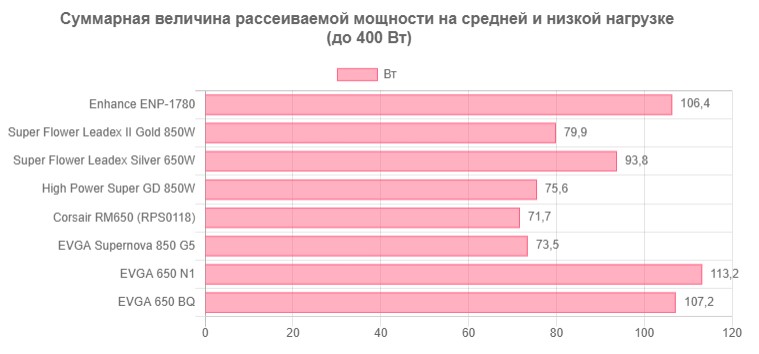 Суммарная величина рассеиваемой мощности на средней и низкой нагрузке
(до 400 Вт)
Вт
Enhance ENP-1780 106,4
Super Flower Leadex II Gold 850W 79,9
Super Flower Leadex Silver 650W 93,8
High Power Super GD 850W 75,6
Corsair RM650 (RPS0118) 71,7
EVGA Supernova 850 G5 73,5
EVGA 650 N1 113,2
EVGA 650 BQ 107,2
0 20 40 60 80 100 120